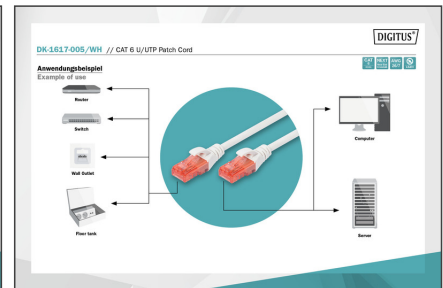 DIGITUS®
DK-1617-005/WH // CAT 6 U/UTP Patch Cord
Anwendungsbeispiel
Example of use
Router
Switch
Wall Outlet
Floor tank
Computer
Server
CAT